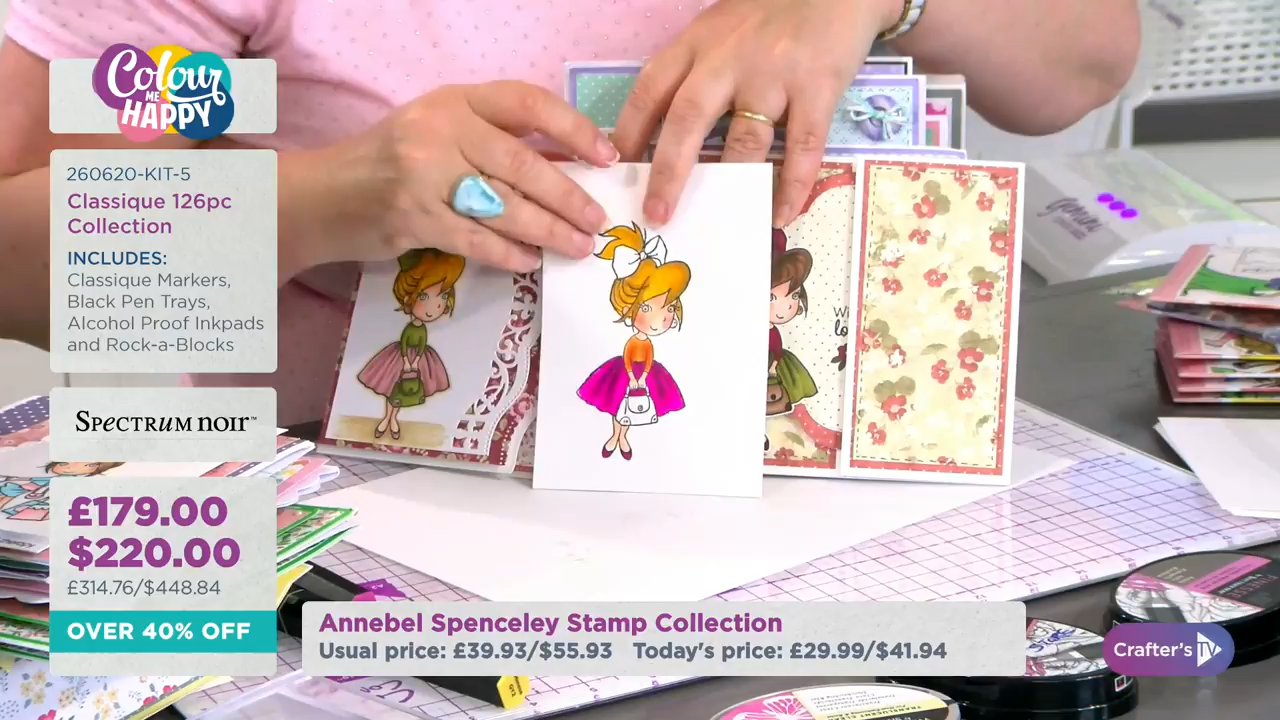 Colour
ME
HAPPY
260620-KIT-5
Classique 126pc
Collection
INCLUDES:
Classique Markers,
Black Pen Trays,
Alcohol Proof Inkpads
and Rock-a-Blocks
SPECTRUM NOIR™
£179.00
$220.00
£314.76/$448.84
OVER 40% OFF
Annebel Spenceley Stamp Collection
Usual price: £39.93/$55.93 Today's price: £29.99/$41.94
Crafter's TV
gemini